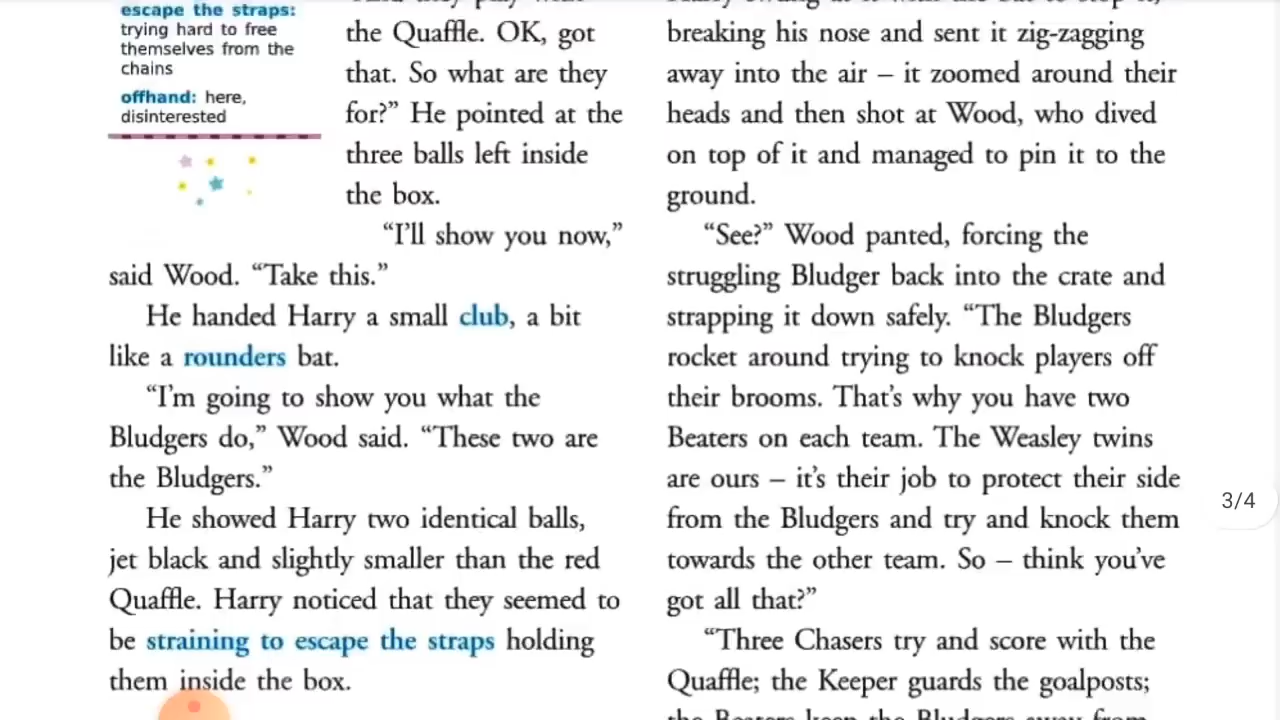 escape the straps:
trying hard to free
themselves from the
chains
offhand: here,
disinterested
the Quaffle. OK, got
that. So what are they
for?” He pointed at the
three balls left inside
the box.
“I’ll show you now,”
said Wood. “Take this.”
He handed Harry a small club, a bit
like a rounders bat.
“I’m going to show you what the
Bludgers do,” Wood said. “These two are
the Bludgers.”
He showed Harry two identical balls,
jet black and slightly smaller than the red
Quaffle. Harry noticed that they seemed to
be straining to escape the straps holding
them inside the box.
breaking his nose and sent it zig-zagging
away into the air – it zoomed around their
heads and then shot at Wood, who dived
on top of it and managed to pin it to the
ground.
“See?” Wood panted, forcing the
struggling Bludger back into the crate and
strapping it down safely. “The Bludgers
rocket around trying to knock players off
their brooms. That’s why you have two
Beaters on each team. The Weasley twins
are ours – it’s their job to protect their side
from the Bludgers and try and knock them
towards the other team. So – think you’ve
got all that?”
“Three Chasers try and score with the
Quaffle; the Keeper guards the goalposts;
the Beaters keep the Bludgers away from
3/4